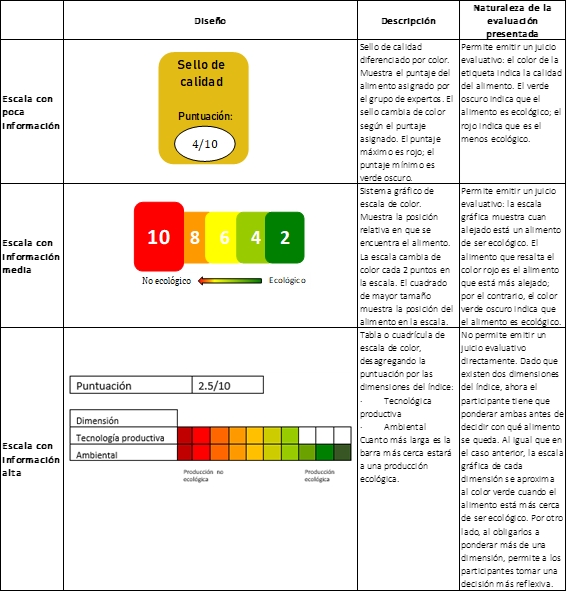 Diseño
Descripción
Naturaleza de la
evaluación
presentada
Escala con
poca
Información
Sello de
calidad
Puntuación:
4/10
Sello de calidad
diferenciado por color.
Muestra el puntaje del
alimento asignado por
el grupo de expertos. El
sello cambia de color
según el puntaje
asignado. El puntaje
máximo es rojo; el
puntaje mínimo es
verde oscuro.
Permite emitir un juicio
evaluativo: el color de la
etiqueta indica la calidad
del alimento. El verde
oscuro indica que el
alimento es ecológico; el
rojo indica que es el
menos ecológico.
Escala con
Información
media
10 8 6 4 2
No ecológico
Ecológico
Sistema gráfico de
escala de color.
Muestra la posición
relativa en que se
encuentra el alimento.
La escala cambia de
color cada 2 puntos en
la escala. El cuadrado
de mayor tamaño
muestra la posición del
alimento en la escala.
Permite emitir un juicio
evaluativo: la escala
gráfica muestra cuan
alejado está un alimento
de ser ecológico. El
alimento que resalta el
color rojo es el alimento
que está más alejado;
por el contrario, el color
verde oscuro indica que
el alimento es ecológico.
Escala con
Información
alta
Puntuación 2.5/10
Dimensión
Tecnología productiva
Ambiental
Producción no
ecológica
Producción
ecológica
Tabla o cuadrícula de
escala de color,
desagregando la
puntuación por las
dimensiones del índice:
· Tecnológica
productiva
· Ambiental
Cuanto más larga es la
barra más cerca estará
a una producción
ecológica.
No permite emitir un
juicio evaluativo
directamente. Dado que
existen dos dimensiones
del índice, ahora el
participante tiene que
ponderar ambas antes de
decidir con qué alimento
se queda. Al igual que en
el caso anterior, la escala
gráfica de cada
dimensión se aproxima
al color verde cuando el
alimento está más cerca
de ser ecológico. Por otro
lado, al obligarlos a
ponderar más de una
dimensión, permite a los
participantes tomar una
decisión más reflexiva.